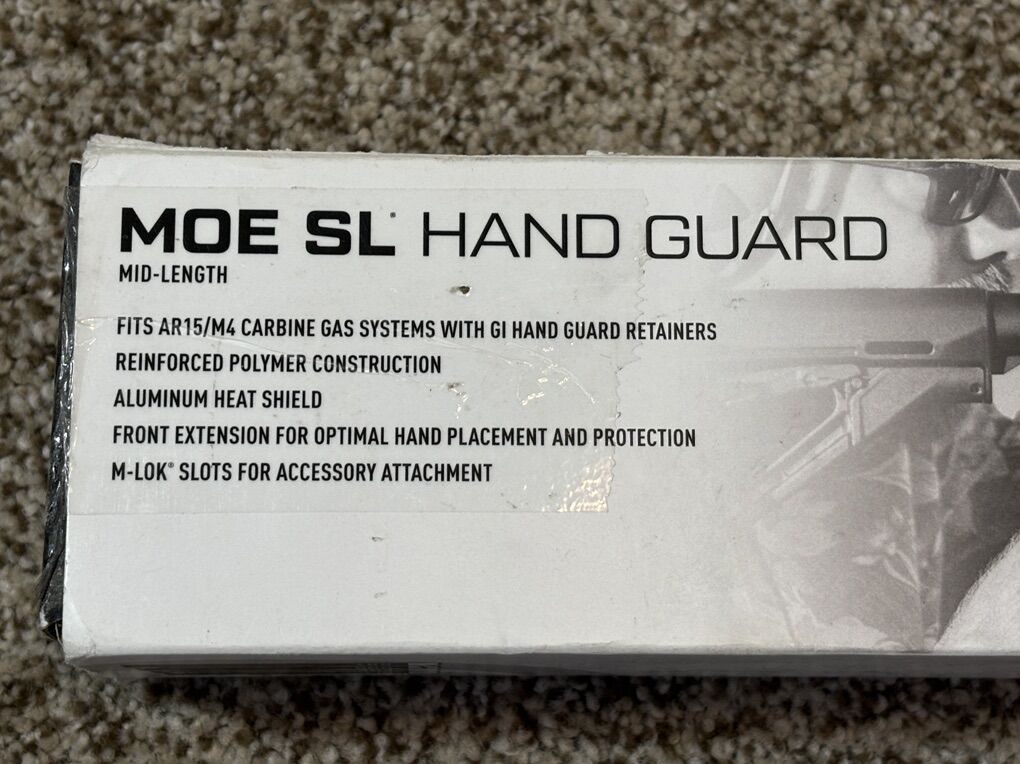 MOE SL HAND GUARD
MID-LENGTH
FITS AR15/M4 CARBINE GAS SYSTEMS WITH GI HAND GUARD RETAINERS
REINFORCED POLYMER CONSTRUCTION
ALUMINUM HEAT SHIELD
FRONT EXTENSION FOR OPTIMAL HAND PLACEMENT AND PROTECTION
M-LOK® SLOTS FOR ACCESSORY ATTACHMENT